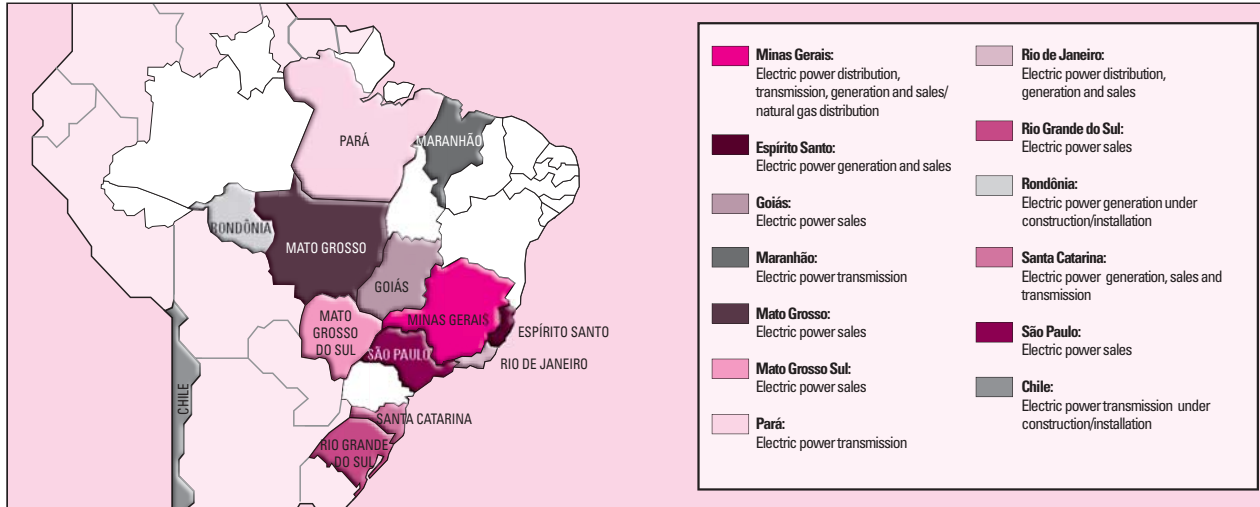 PARÁ
MARANHÃO
RONDÔNIA
MATO GROSSO
GOIÁS
MATO
GROSSO
DO SUL
MINAS GERAIS
ESPÍRITO SANTO
SÃO PAULO
RIO DE JANEIRO
CHILE
SANTA CATARINA
RIO GRANDE
DO SUL
Minas Gerais:
Electric power distribution,
transmission, generation and sales/
natural gas distribution
Espírito Santo:
Electric power generation and sales
Goiás:
Electric power sales
Maranhão:
Electric power transmission
Mato Grosso:
Electric power sales
Mato Grosso Sul:
Electric power sales
Pará:
Electric power transmission
Rio de Janeiro:
Electric power distribution,
generation and sales
Rio Grande do Sul:
Electric power sales
Rondônia:
Electric power generation under
construction/installation
Santa Catarina:
Electric power generation, sales and
transmission
São Paulo:
Electric power sales
Chile:
Electric power transmission under
construction/installation